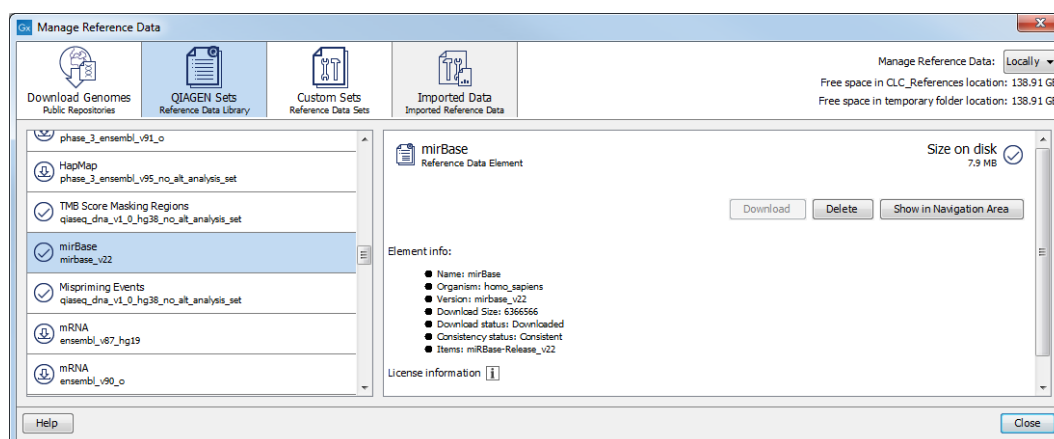 Gx Manage Reference Data
Download Genomes
Public Repositories
QIAGEN Sets
Reference Data Library
Custom Sets
Reference Data Sets
Imported Data
Imported Reference Data
Manage Reference Data: Locally
Free space in CLC_References location: 138.91 GB
Free space in temporary folder location: 138.91 GB
phase_3_ensembl_v91_o
HapMap
phase_3_ensembl_v95_no_alt_analysis_set
TMB Score Masking Regions
qiaseq_dna_v1_0_hg38_no_alt_analysis_set
mirBase
mirbase_v22
Mispriming Events
qiaseq_dna_v1_0_hg38_no_alt_analysis_set
mRNA
ensembl_v87_hg19
mRNA
ensembl_v90_o
mirBase
Reference Data Element
Size on disk
7.9 MB
Download Delete Show in Navigation Area
Element info:
Name: mirBase
Organism: homo_sapiens
Version: mirbase_v22
Download Size: 6366566
Download status: Downloaded
Consistency status: Consistent
Items: miRBase-Release_v22
License information i
Help Close